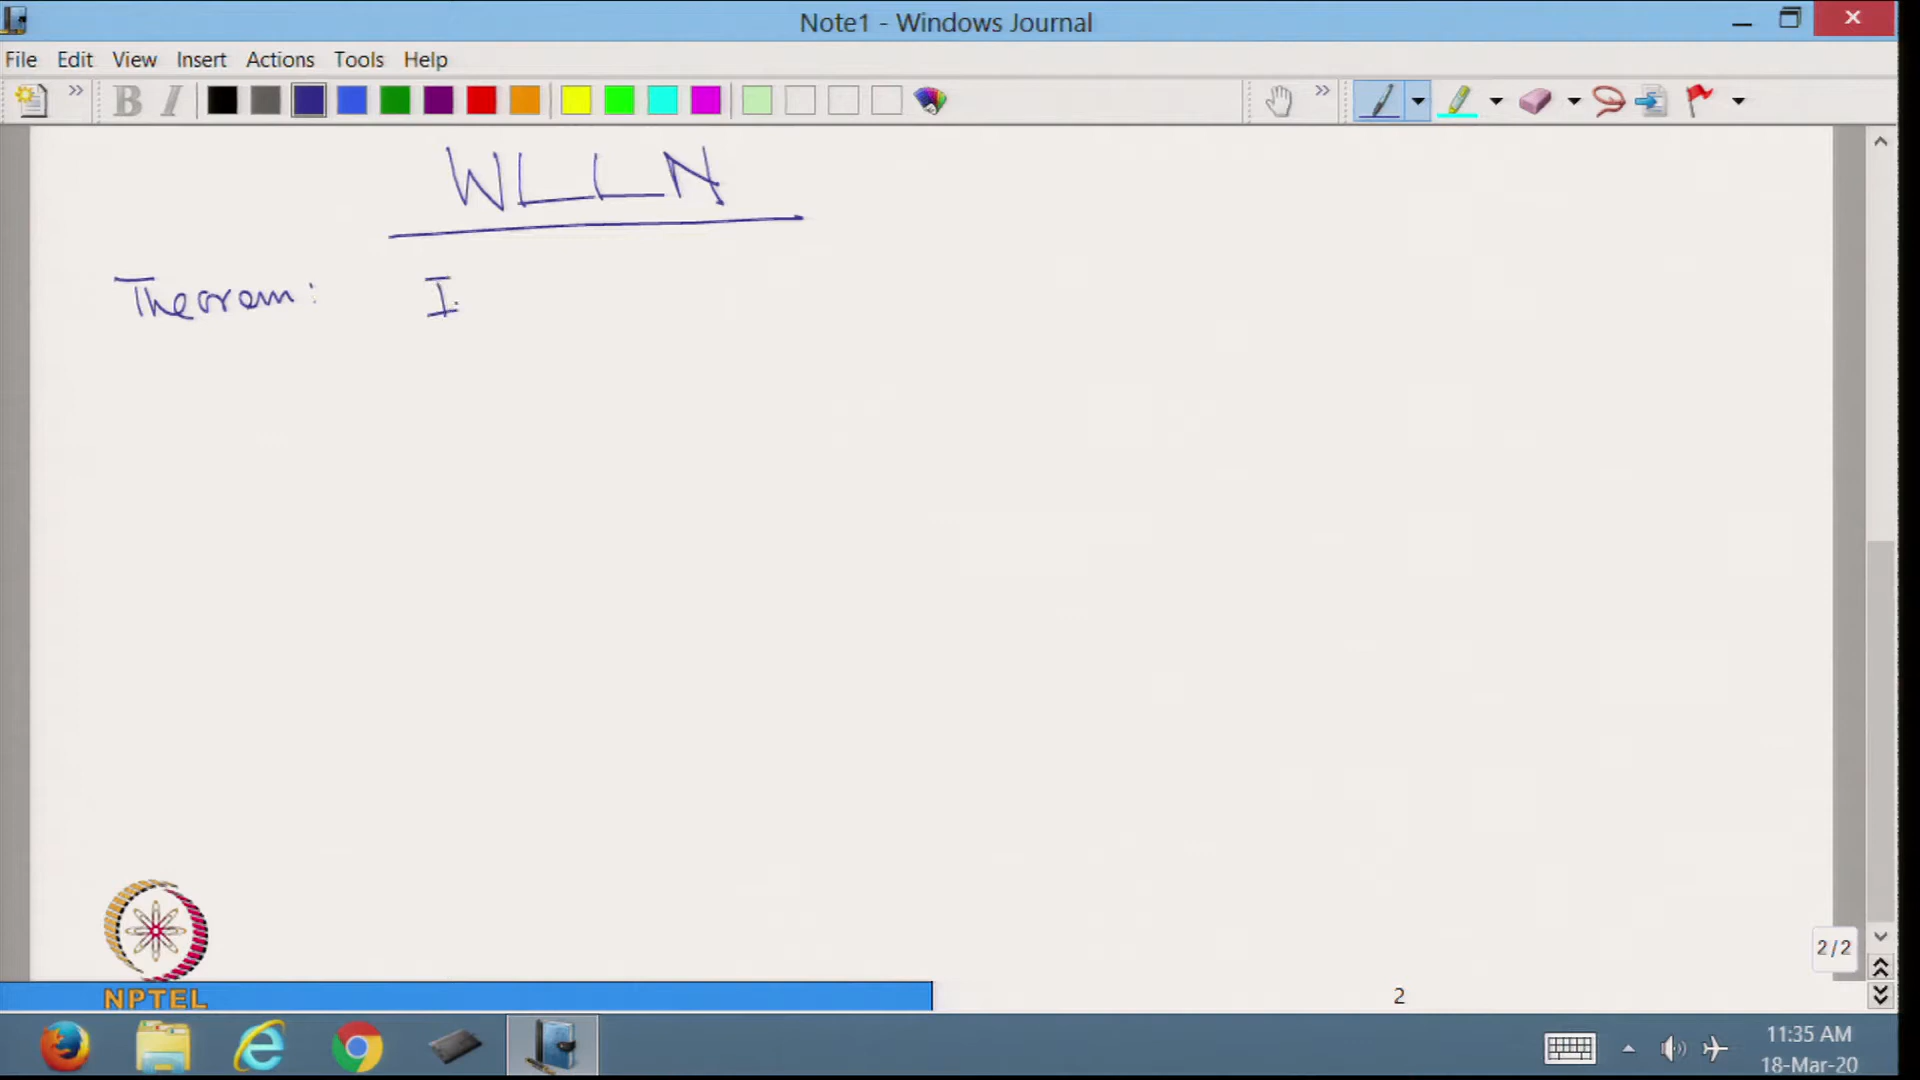 Note1 - Windows Journal
File Edit View Insert Actions Tools Help
B I
WLLN
Theorem: I
2/2
NPTEL
2
11:35 AM
18-Mar-20